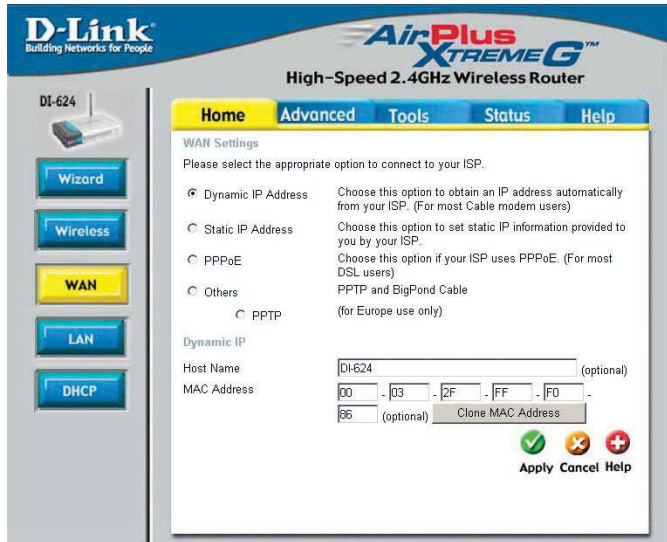 D-Link
Building Networks for People
AirPlus
XTREME G™
High-Speed 2.4GHz Wireless Router
DI-624
Home Advanced Tools Status Help
Wizard
Wireless
WAN
LAN
DHCP
WAN Settings
Please select the appropriate option to connect to your ISP.
Dynamic IP Address Choose this option to obtain an IP address automatically
from your ISP. (For most Cable modem users)
Static IP Address Choose this option to set static IP information provided to
you by your ISP.
PPPoE Choose this option if your ISP uses PPPoE. (For most
DSL users)
Others PPTP and BigPond Cable
PPTP (for Europe use only)
Dynamic IP
Host Name DI-624 (optional)
MAC Address 00 - 03 - 2F - FF - F0 -
86 (optional) Clone MAC Address
Apply Cancel Help